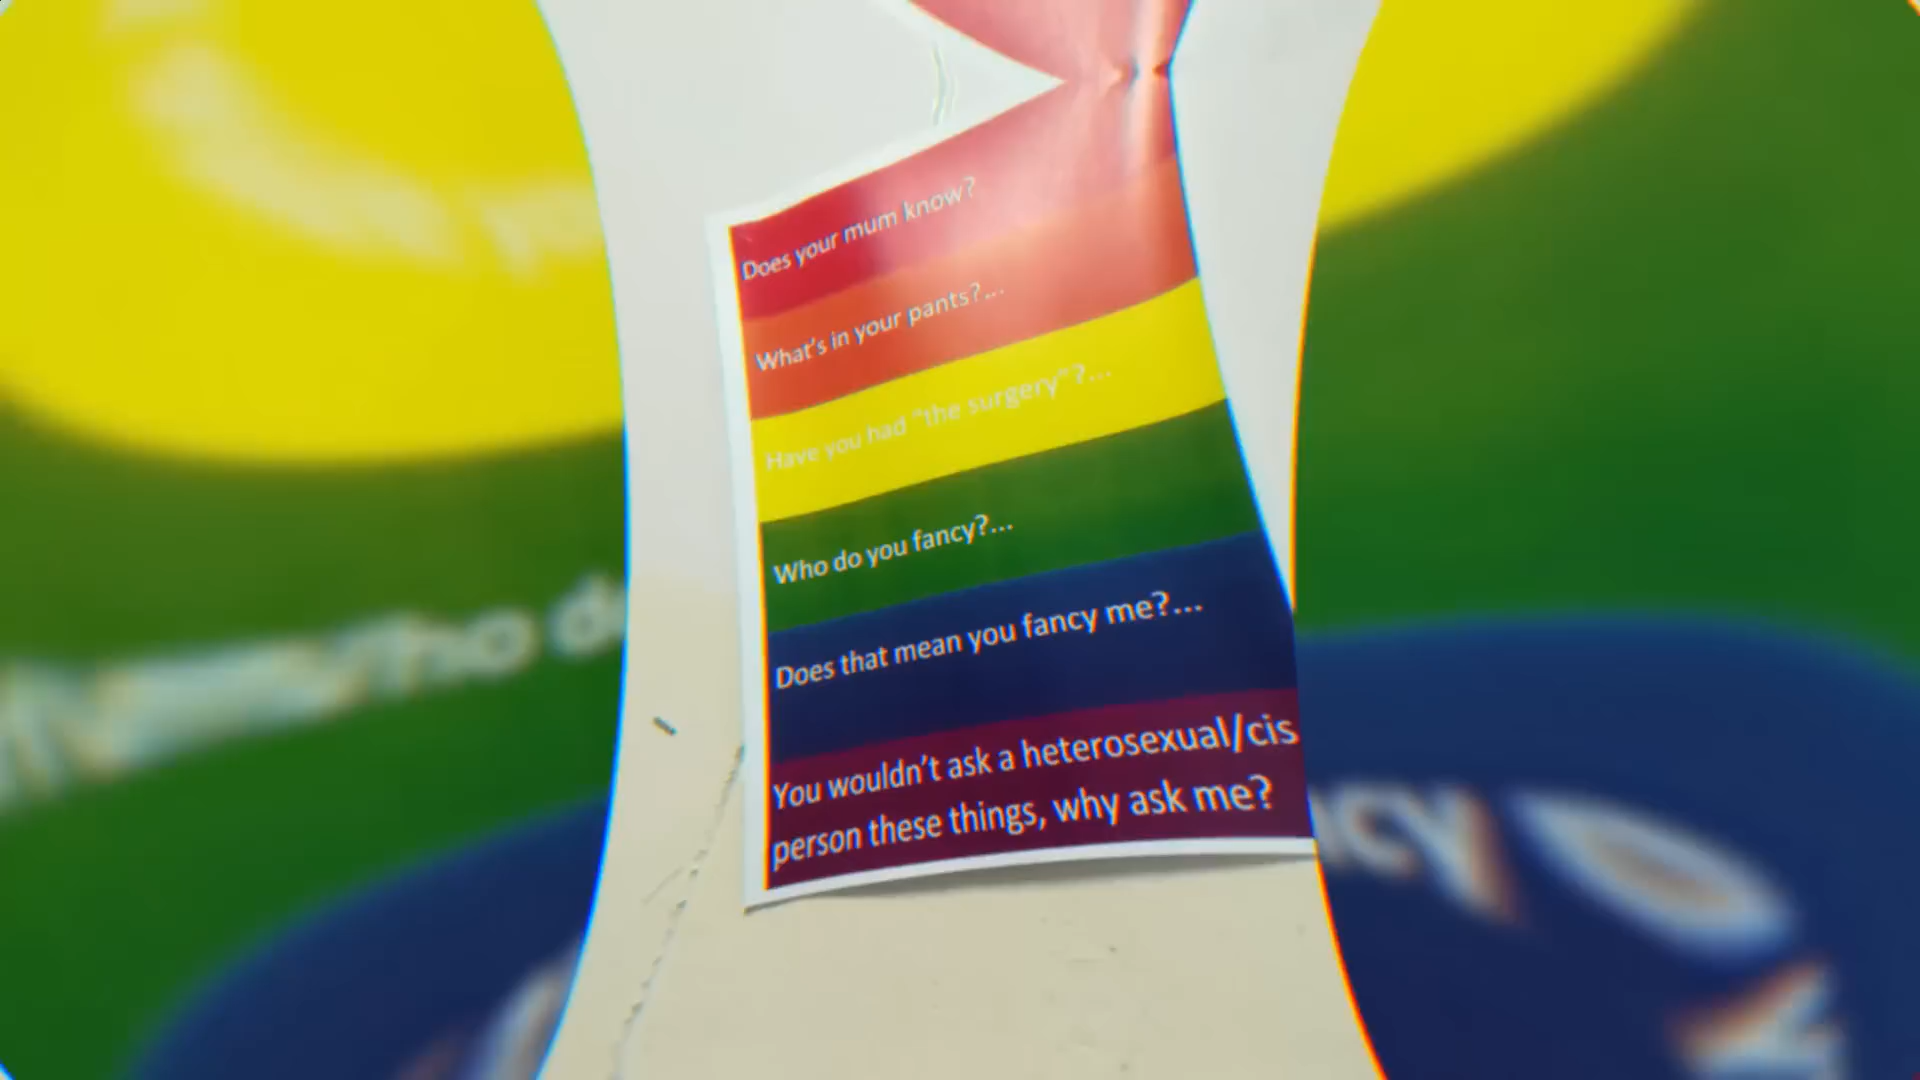 Does your mum know?
What's in your pants?...
Have you had "the surgery"?...
Who do you fancy?...
Does that mean you fancy me?...
You wouldn't ask a heterosexual/cis
person these things, why ask me?